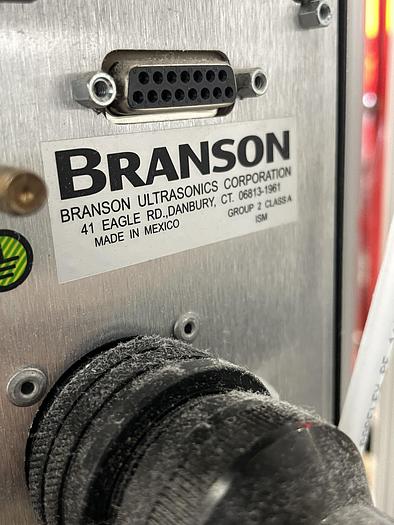 BRANSON
BRANSON ULTRASONICS CORPORATION
41 EAGLE RD.,DANBURY, CT. 06813-1961
MADE IN MEXICO
GROUP 2 CLASS A
ISM